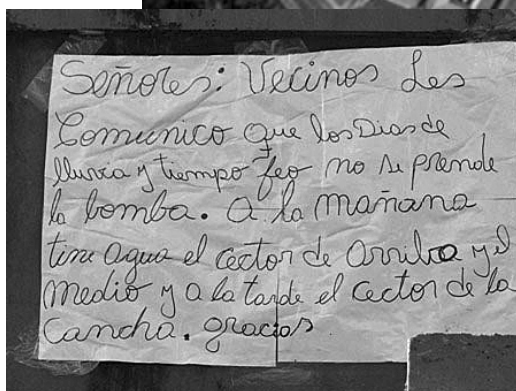 Señores: Vecinos Les
Comunico que los Dias de
lluvia y tiempo feo no se prende
la bomba. a la mañana
tine agua el cector de arriba y el
medio y a la tarde el cector de la
cancha. gracias